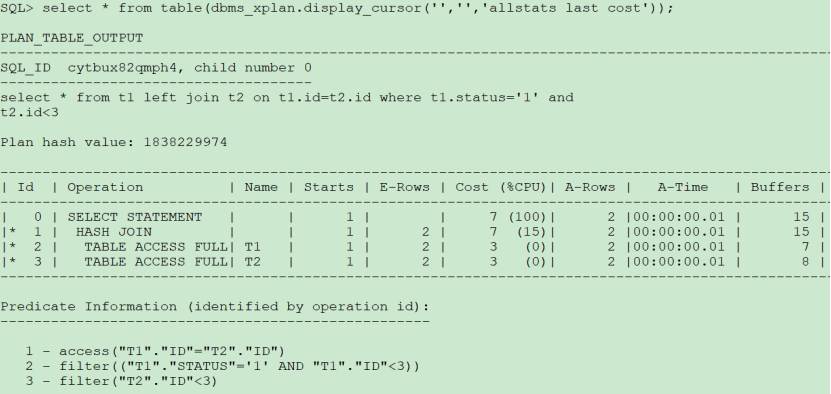 SQL> select * from table(dbms_xplan.display_cursor('','','allstats last cost'));
PLAN_TABLE_OUTPUT
--------------------------------------------------------------------------------
SQL_ID  cytbux82qmph4, child number 0
-------------------------------------
select * from t1 left join t2 on t1.id=t2.id where t1.status='1' and
t2.id<3
Plan hash value: 1838229974
--------------------------------------------------------------------------------
| Id  | Operation          | Name | Starts | E-Rows | Cost (%CPU)| A-Rows |   A-Time   | Buffers |
--------------------------------------------------------------------------------
|   0 | SELECT STATEMENT   |      |      1 |        |     7 (100)|      2 |00:00:00.01 |      15 |
|*  1 |  HASH JOIN         |      |      1 |      2 |     7  (15)|      2 |00:00:00.01 |      15 |
|*  2 |   TABLE ACCESS FULL| T1   |      1 |      2 |     3   (0)|      2 |00:00:00.01 |       7 |
|*  3 |   TABLE ACCESS FULL| T2   |      1 |      2 |     3   (0)|      2 |00:00:00.01 |       8 |
--------------------------------------------------------------------------------
Predicate Information (identified by operation id):
---------------------------------------------------
   1 - access("T1"."ID"="T2"."ID")
   2 - filter(("T1"."STATUS"='1' AND "T1"."ID"<3))
   3 - filter("T2"."ID"<3)